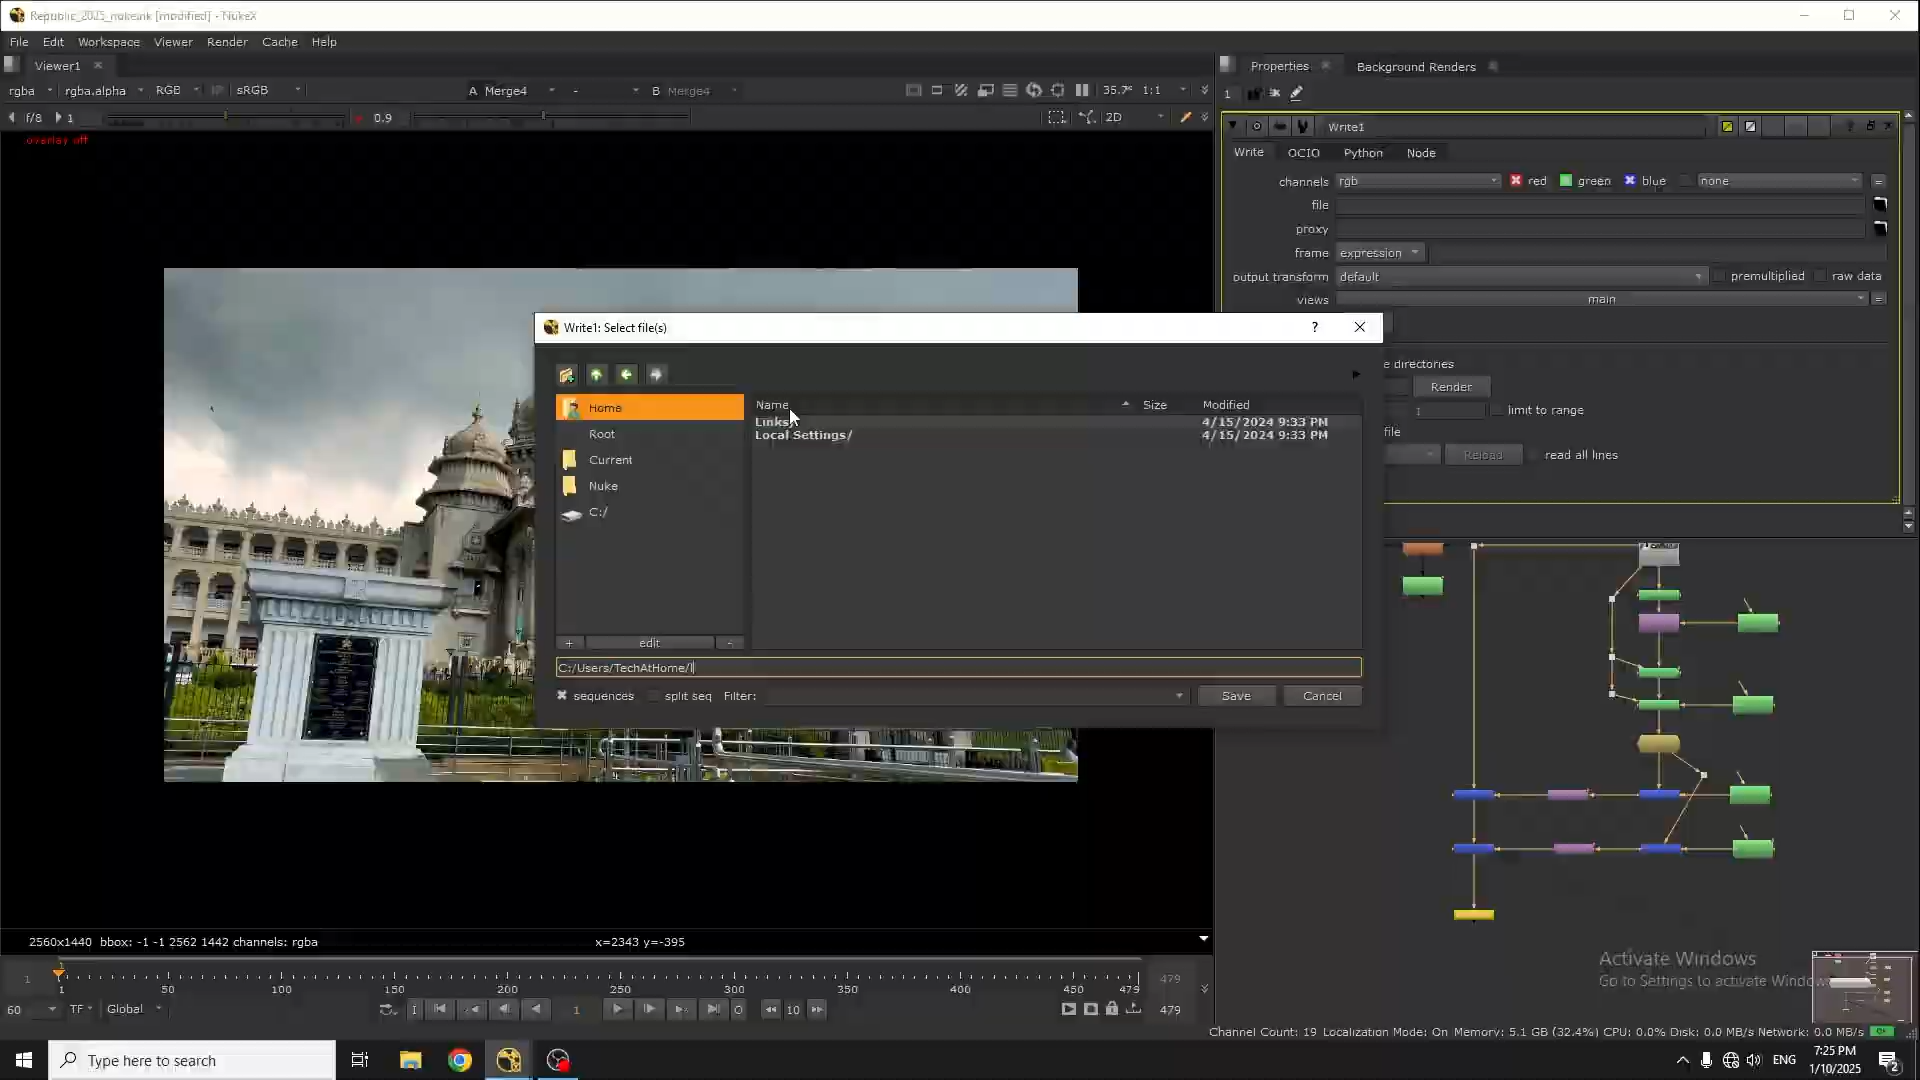 Republic_2025_nuke.nk [modified] - NukeX
File Edit Workspace Viewer Render Cache Help
Viewer1
rgba rgba.alpha RGB IP sRGB A Merge4 - B Merge4 35.7* 1:1
f/8 1 0.9 2D
overlay off
Properties Background Renders
1
Write1
Write OCIO Python Node
channels rgb red green blue none =
file
proxy
frame expression
output transform default premultiplied raw data
views main =
e directories
Render
1 limit to range
file
Reload read all lines
Write1: Select file(s) ?
Home
Root
Current
Nuke
C:/
Name Size Modified
Links/ 4/15/2024 9:33 PM
Local Settings/ 4/15/2024 9:33 PM
+ edit -
C:/Users/TechAtHome/l
sequences split seq Filter: Save Cancel
2560x1440 bbox: -1 -1 2562 1442 channels: rgba x=2343 y=-395
1 479
1 50 100 150 200 250 300 350 400 450 479
60 TF Global I 1 10 479
Activate Windows
Go to Settings to activate Windows
Channel Count: 19 Localization Mode: On Memory: 5.1 GB (32.4%) CPU: 0.0% Disk: 0.0 MB/s Network: 0.0 MB/s
Type here to search
ENG
7:25 PM
1/10/2025
2